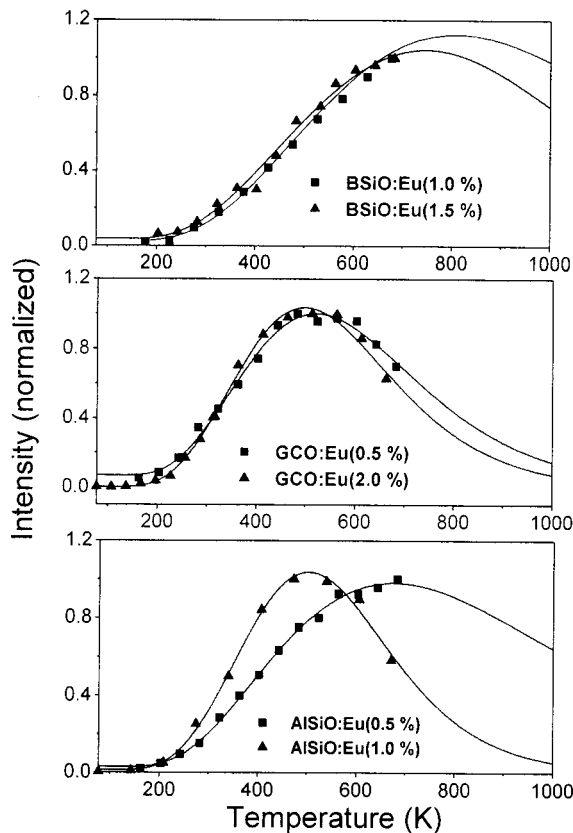 1.2
0.8
0.4
0.0
BSiO:Eu(1.0 %)
BSiO:Eu(1.5 %)
200 400 600 800 1000
1.2
0.8
0.4
0.0
GCO:Eu(0.5 %)
GCO:Eu(2.0 %)
200 400 600 800 1000
Intensity (normalized)
1.2
0.8
0.4
0.0
AlSiO:Eu(0.5 %)
AlSiO:Eu(1.0 %)
200 400 600 800 1000
Temperature (K)